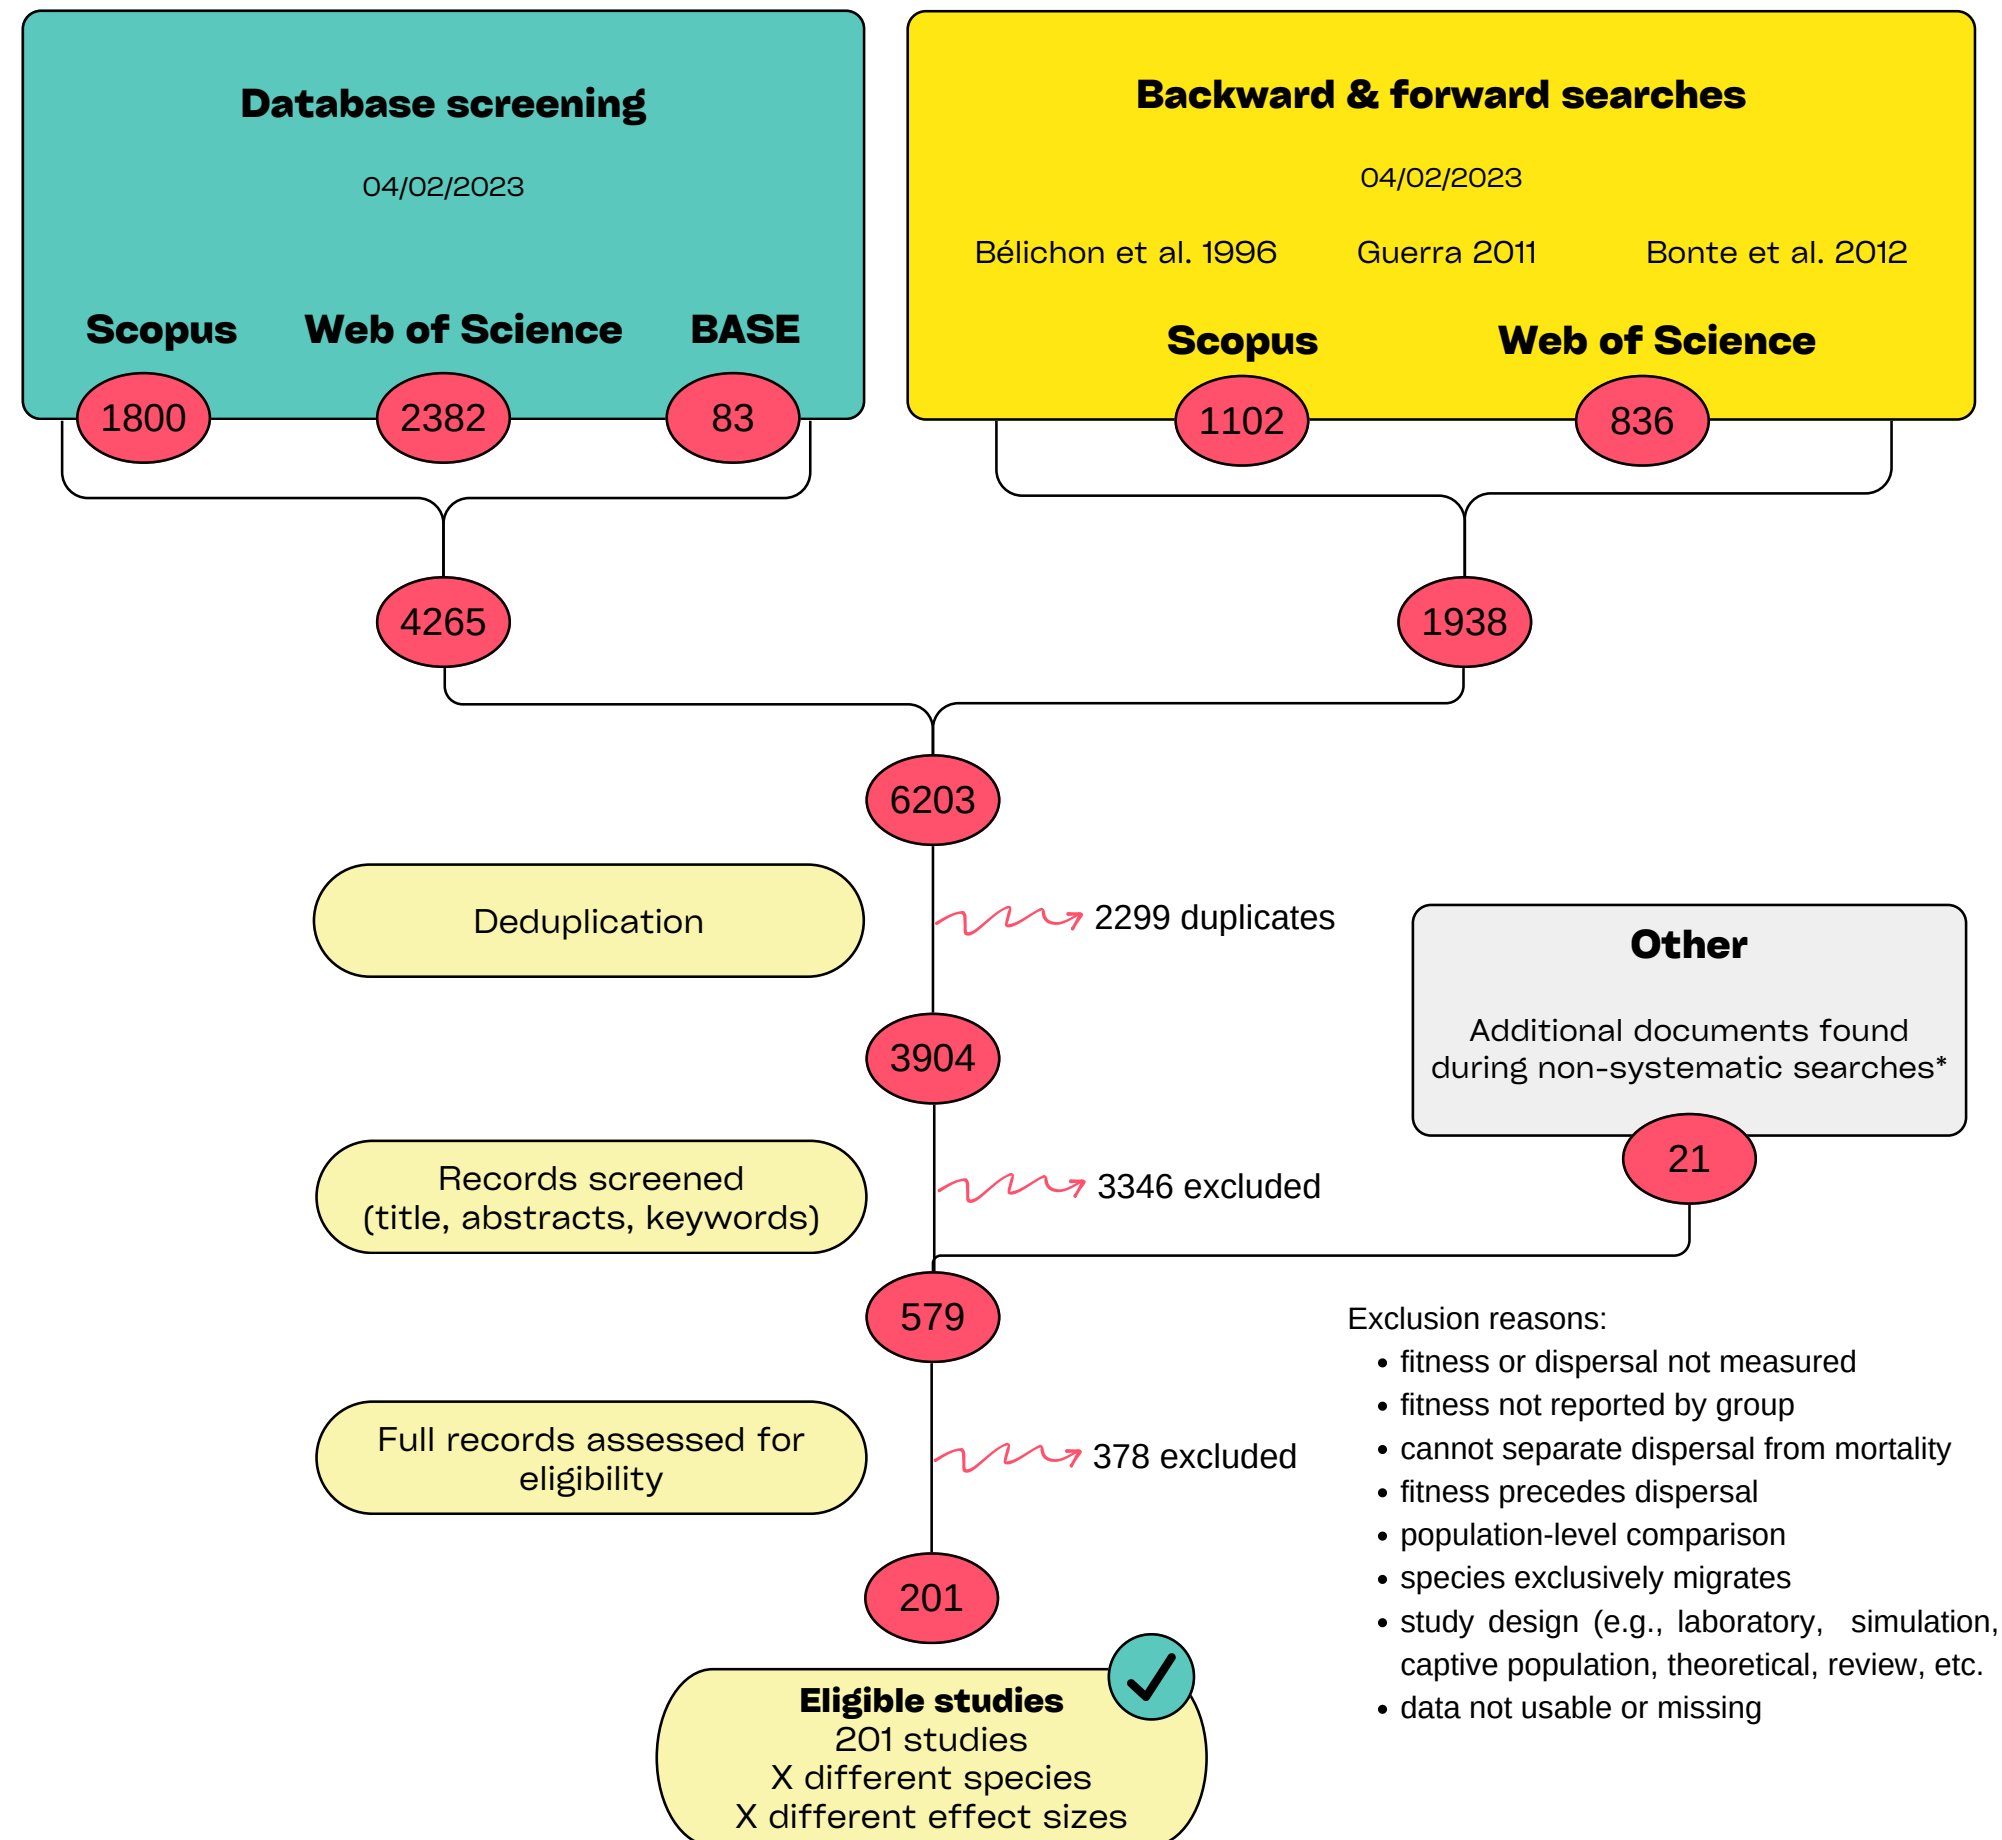 Database screening
04/02/2023
Scopus
Web of Science
BASE
1800
2382
83
Backward & forward searches
04/02/2023
Bélichon et al. 1996
Guerra 2011
Bonte et al. 2012
Scopus
Web of Science
1102
836
4265
1938
6203
Deduplication
2299 duplicates
3904
Other
Additional documents found
during non-systematic searches*
21
Records screened
(title, abstracts, keywords)
3346 excluded
579
Full records assessed for
eligibility
378 excluded
Exclusion reasons:
• fitness or dispersal not measured
• fitness not reported by group
• cannot separate dispersal from mortality
• fitness precedes dispersal
• population-level comparison
• species exclusively migrates
• study design (e.g., laboratory, simulation,
captive population, theoretical, review, etc.
• data not usable or missing
201
Eligible studies
201 studies
X different species
X different effect sizes